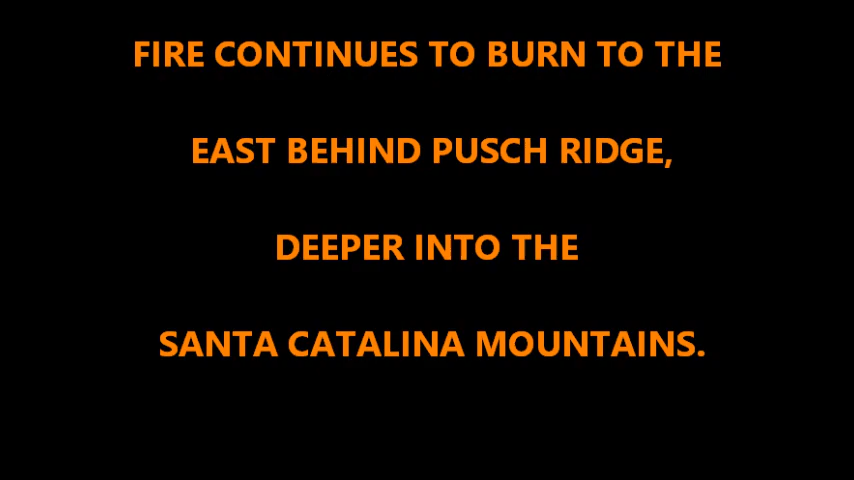 FIRE CONTINUES TO BURN TO THE
EAST BEHIND PUSCH RIDGE,
DEEPER INTO THE
SANTA CATALINA MOUNTAINS.